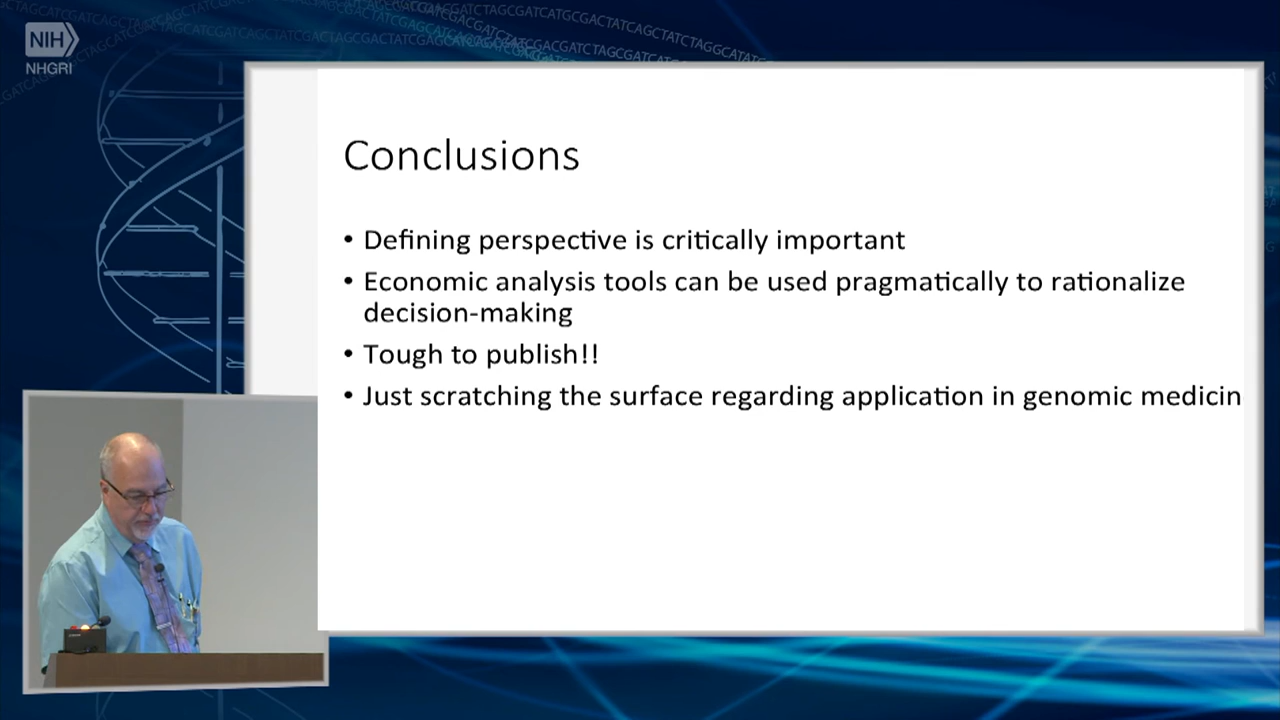 NIH
NHGRI
Conclusions
• Defining perspective is critically important
• Economic analysis tools can be used pragmatically to rationalize
decision-making
• Tough to publish!!
• Just scratching the surface regarding application in genomic medicin